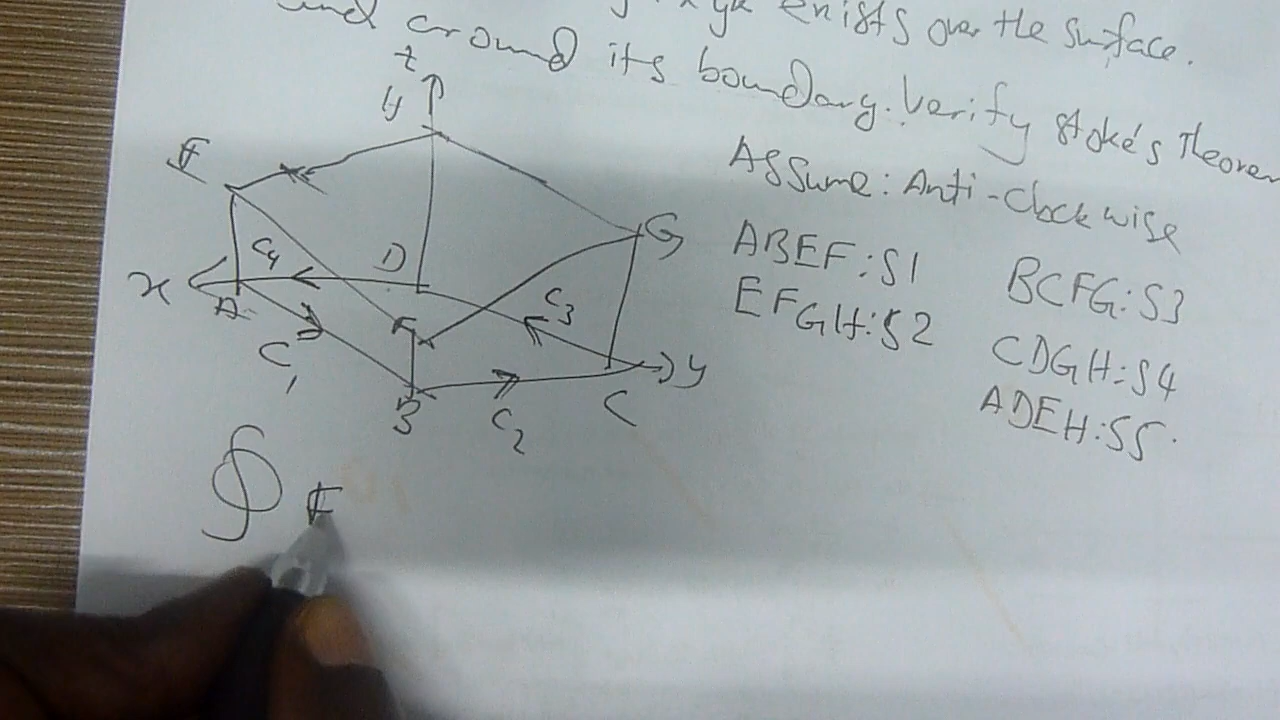 exists over the surface.
and around its boundary. Verify stoke's Theorem
Assume: Anti-clockwise
ABEF: S1
BCFG: S3
EFGH: S2
CDGH: S4
ADEH: S5.
z
H
E
G
D
C4
x
A
F
C3
y
C1
B
C2
C
∮ F